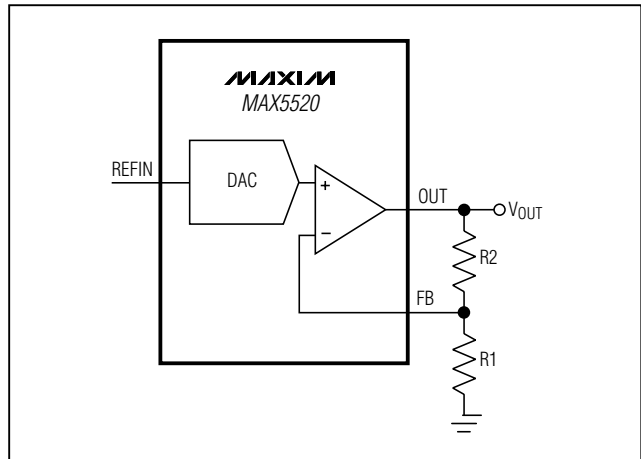 MAXIM
MAX5520
REFIN
DAC
+
−
OUT
VOUT
R2
FB
R1